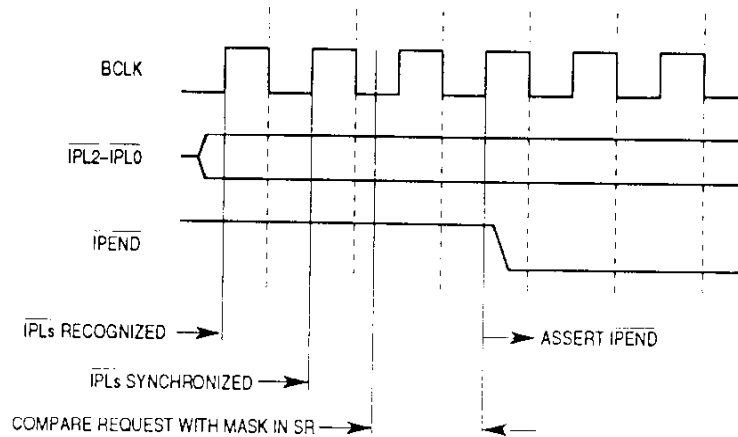 BCLK
IPL2–IPL0
IPEND
IPLs RECOGNIZED
ASSERT IPEND
IPLs SYNCHRONIZED
COMPARE REQUEST WITH MASK IN SR